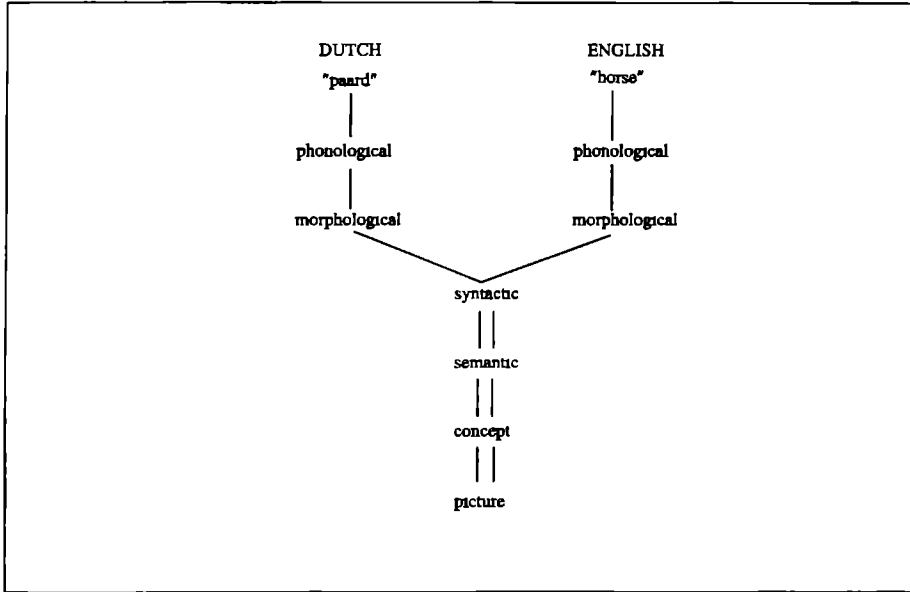 DUTCH ENGLISH
"paard" "horse"
phonological phonological
morphological morphological
syntactic
semantic
concept
picture